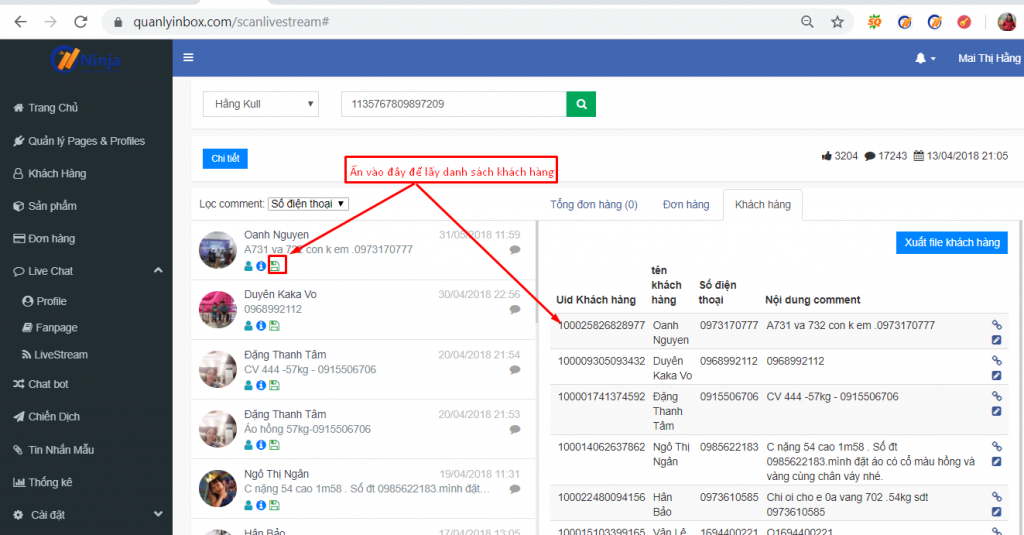 quanlyinbox.com/scanlivestream#
Ninja
Mai Thị Hằng
Trang Chủ
Quản lý Pages & Profiles
Khách Hàng
Sản phẩm
Đơn hàng
Live Chat
Profile
Fanpage
LiveStream
Chat bot
Chiến Dịch
Tin Nhắn Mẫu
Thống kê
Cài đặt
Hằng Kull
1135767809897209
Chi tiết
3204 17243 13/04/2018 21:05
Ấn vào đây để lấy danh sách khách hàng
Lọc comment: Số điện thoại
Oanh Nguyen 31/05/2018 11:59
A731 va 732 con k em .0973170777
Duyên Kaka Vo 30/04/2018 22:56
0968992112
Đặng Thanh Tâm 20/04/2018 21:54
CV 444 -57kg - 0915506706
Đặng Thanh Tâm 20/04/2018 21:53
Áo hồng 57kg-0915506706
Ngô Thị Ngân 19/04/2018 11:31
C nặng 54 cao 1m58 . Số đt 0985622183.mình đặt...
Hân Bảo 17/04/2018 13:05
Tổng đơn hàng (0) Đơn hàng Khách hàng
Xuất file khách hàng
Uid Khách hàng tên khách hàng Số điện thoại Nội dung comment
100025826828977 Oanh Nguyen 0973170777 A731 va 732 con k em .0973170777
100009305093432 Duyên Kaka Vo 0968992112 0968992112
100001741374592 Đặng Thanh Tâm 0915506706 CV 444 -57kg - 0915506706
100014062637862 Ngô Thị Ngân 0985622183 C nặng 54 cao 1m58 . Số đt
0985622183.mình đặt áo có cổ màu hồng và
vàng cùng chân váy nhé.
100022480094156 Hân Bảo 0973610585 Chi oi cho e 0a vang 702 .54kg sdt
0973610585
100015103399165 Vân Lê 1694400221 O1694400221